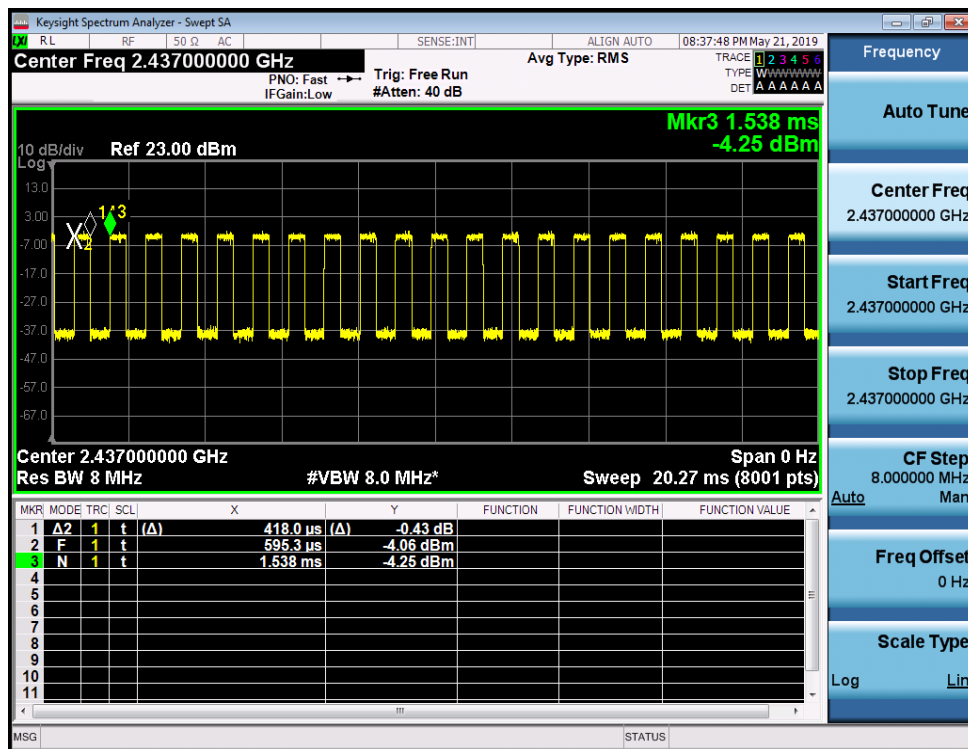 Keysight Spectrum Analyzer - Swept SA
LXI RL RF 50 Ω AC SENSE:INT ALIGN AUTO 08:37:48 PM May 21, 2019
Center Freq 2.437000000 GHz
Avg Type: RMS
TRACE 1 2 3 4 5 6
PNO: Fast Trig: Free Run
TYPE WWWWWW
IFGain:Low #Atten: 40 dB
DET A A A A A A
Mkr3 1.538 ms
-4.25 dBm
10 dB/div Ref 23.00 dBm
Log
13.0
3.00
-7.00
-17.0
-27.0
-37.0
-47.0
-57.0
-67.0
X
2
3
Center 2.437000000 GHz Span 0 Hz
Res BW 8 MHz #VBW 8.0 MHz* Sweep 20.27 ms (8001 pts)
MKR MODE TRC SCL X Y FUNCTION FUNCTION WIDTH FUNCTION VALUE
1 Δ2 1 t (Δ) 418.0 µs (Δ) -0.43 dB
2 F 1 t 595.3 µs -4.06 dBm
3 N 1 t 1.538 ms -4.25 dBm
4
5
6
7
8
9
10
11
MSG STATUS
Frequency
Auto Tune
Center Freq
2.437000000 GHz
Start Freq
2.437000000 GHz
Stop Freq
2.437000000 GHz
CF Step
8.000000 MHz
Auto Man
Freq Offset
0 Hz
Scale Type
Log Lin